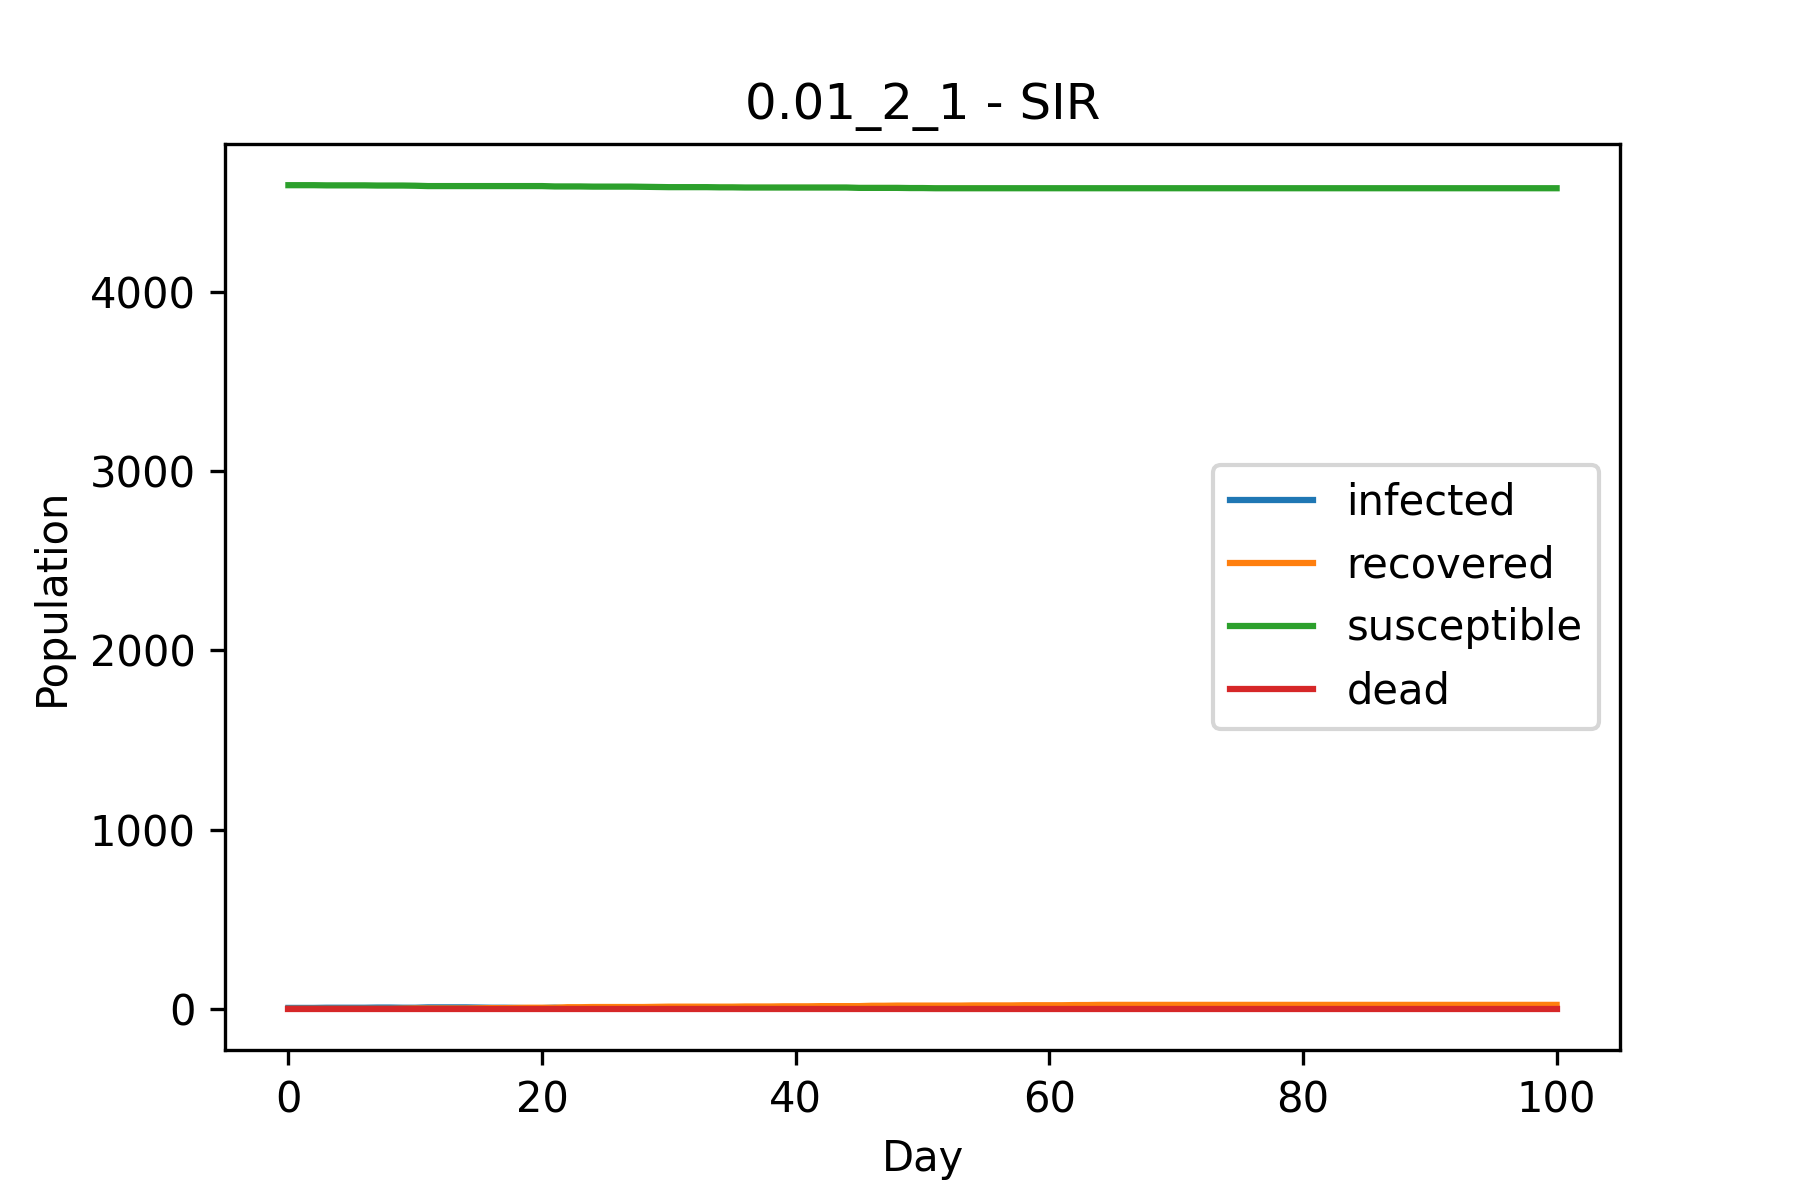 0.01_2_1 - SIR
4000
3000
2000
1000
0
Population
infected
recovered
susceptible
dead
0 20 40 60 80 100
Day